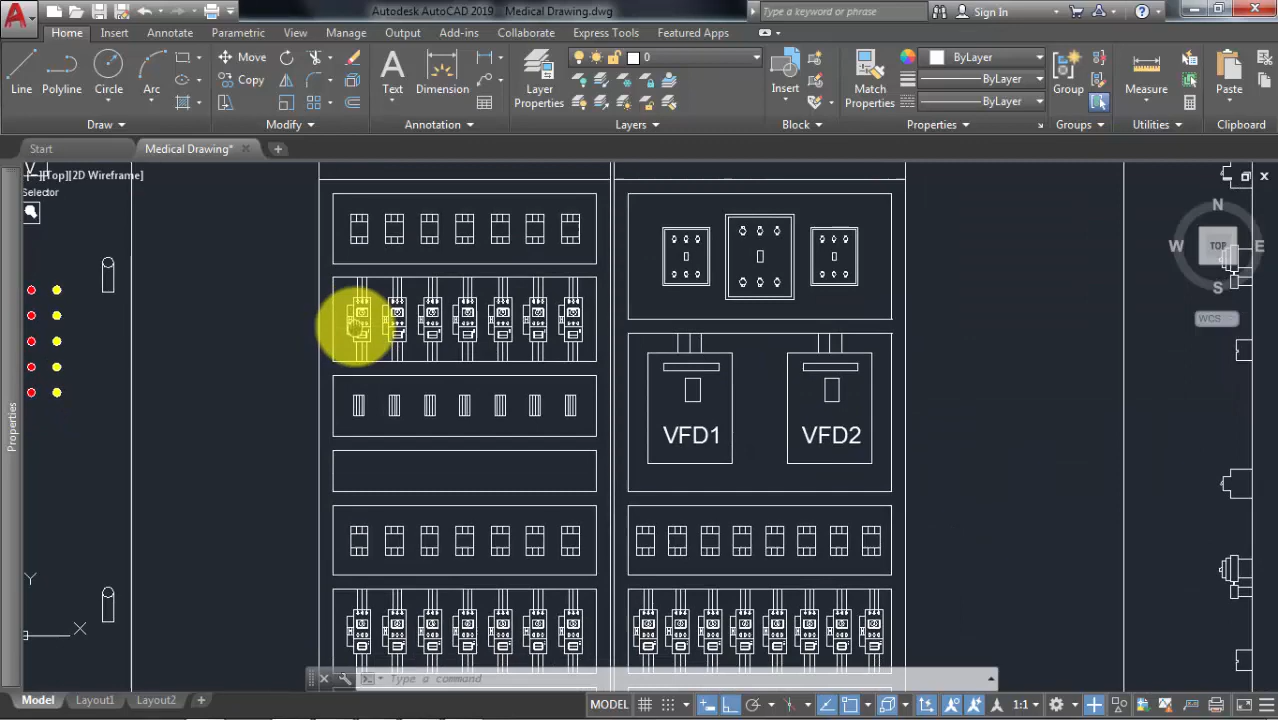 Autodesk AutoCAD 2019 Medical Drawing.dwg
Type a keyword or phrase
Sign In
Home Insert Annotate Parametric View Manage Output Add-ins Collaborate Express Tools Featured Apps
Line
Polyline
Circle
Arc
Move
Copy
Text
Dimension
Layer
Properties
0
Insert
Match
Properties
ByLayer
ByLayer
ByLayer
Group
Measure
Paste
Draw Modify Annotation Layers Block Properties Groups Utilities Clipboard
Start
Medical Drawing*
[Top][2D Wireframe]
Selector
N
W TOP E
S
WCS
VFD1 VFD2
Properties
Y
X
Type a command
Model Layout1 Layout2
MODEL
1:1